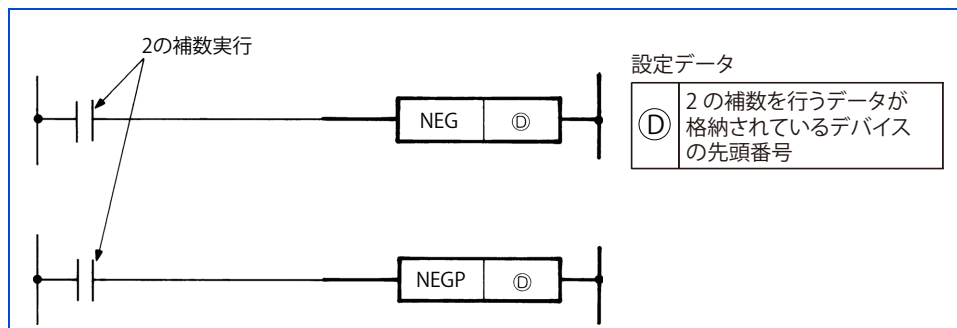 2の補数実行
NEG Ⓓ
設定データ
Ⓓ 2 の補数を行うデータが
格納されているデバイス
の先頭番号
NEGP Ⓓ